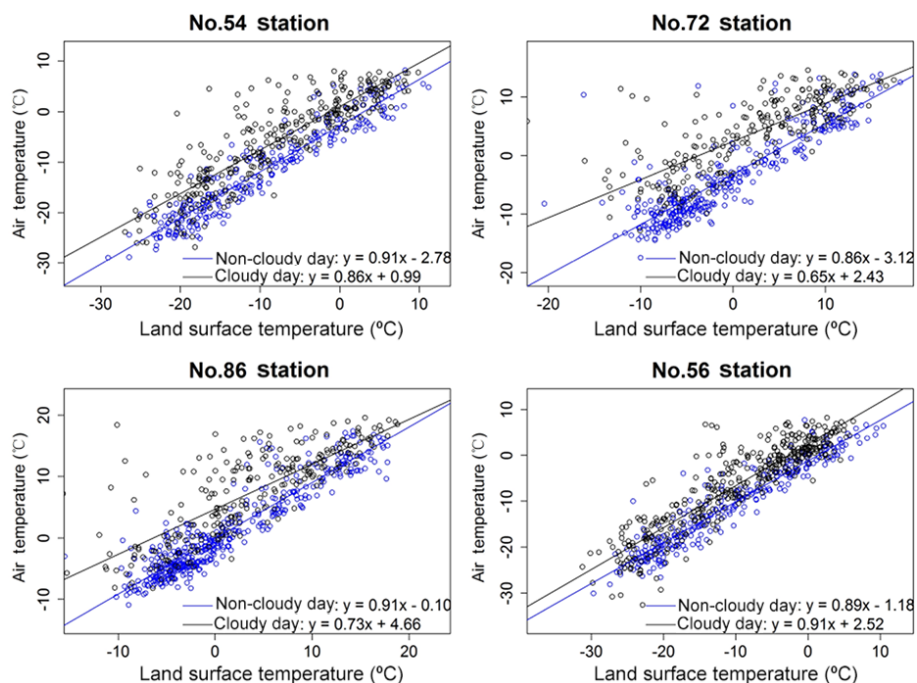 No.54 Station
No.72 Station
Air temperature (℃)
10
0
-10
-20
-30
Non-cloudy day: y = 0.91x - 2.78
Cloudy day: y = 0.86x + 0.99
-30 -20 -10 0 10
Land surface temperature (ºC)
Air temperature (℃)
10
0
-10
-20
Non-cloudy day: y = 0.86x - 3.12
Cloudy day: y = 0.65x + 2.43
-20 -10 0 10
Land surface temperature (ºC)
No.86 Station
No.56 Station
Air temperature (℃)
20
10
0
-10
Non-cloudy day: y = 0.91x - 0.10
Cloudy day: y = 0.73x + 4.66
-10 0 10 20
Land surface temperature (ºC)
Air temperature (℃)
10
0
-10
-20
-30
Non-cloudy day: y = 0.89x - 1.18
Cloudy day: y = 0.91x + 2.52
-30 -20 -10 0 10
Land surface temperature (ºC)